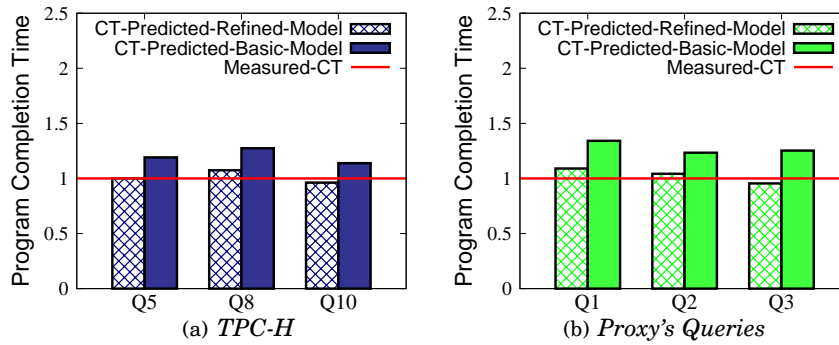 CT-Predicted-Refined-Model
CT-Predicted-Basic-Model
Measured-CT
Program Completion Time
2.5
2
1.5
1
0.5
0
Q5 Q8 Q10
(a) TPC-H
CT-Predicted-Refined-Model
CT-Predicted-Basic-Model
Measured-CT
Program Completion Time
2.5
2
1.5
1
0.5
0
Q1 Q2 Q3
(b) Proxy's Queries